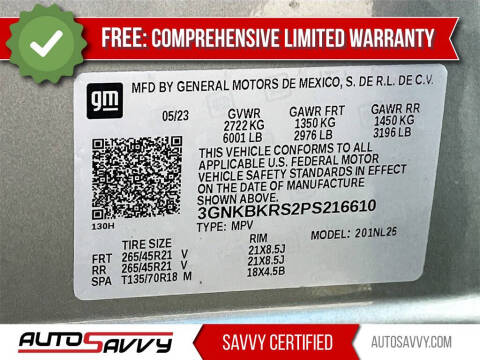 FREE: COMPREHENSIVE LIMITED WARRANTY
gm
MFD BY GENERAL MOTORS DE MEXICO, S. DE R.L. DE C.V.
05/23 GVWR GAWR FRT GAWR RR
2722 KG 1350 KG 1450 KG
6001 LB 2976 LB 3196 LB
THIS VEHICLE CONFORMS TO ALL
APPLICABLE U.S. FEDERAL MOTOR
VEHICLE SAFETY STANDARDS IN EFFECT
ON THE DATE OF MANUFACTURE
SHOWN ABOVE.
3GNKBKRS2PS216610
130H
TYPE: MPV MODEL: 201NL26
TIRE SIZE RIM
FRT 265/45R21 V 21X8.5J
RR 265/45R21 V 21X8.5J
SPA T135/70R18 M 18X4.5B
AUTOSAVVY SAVVY CERTIFIED AUTOSAVVY.COM